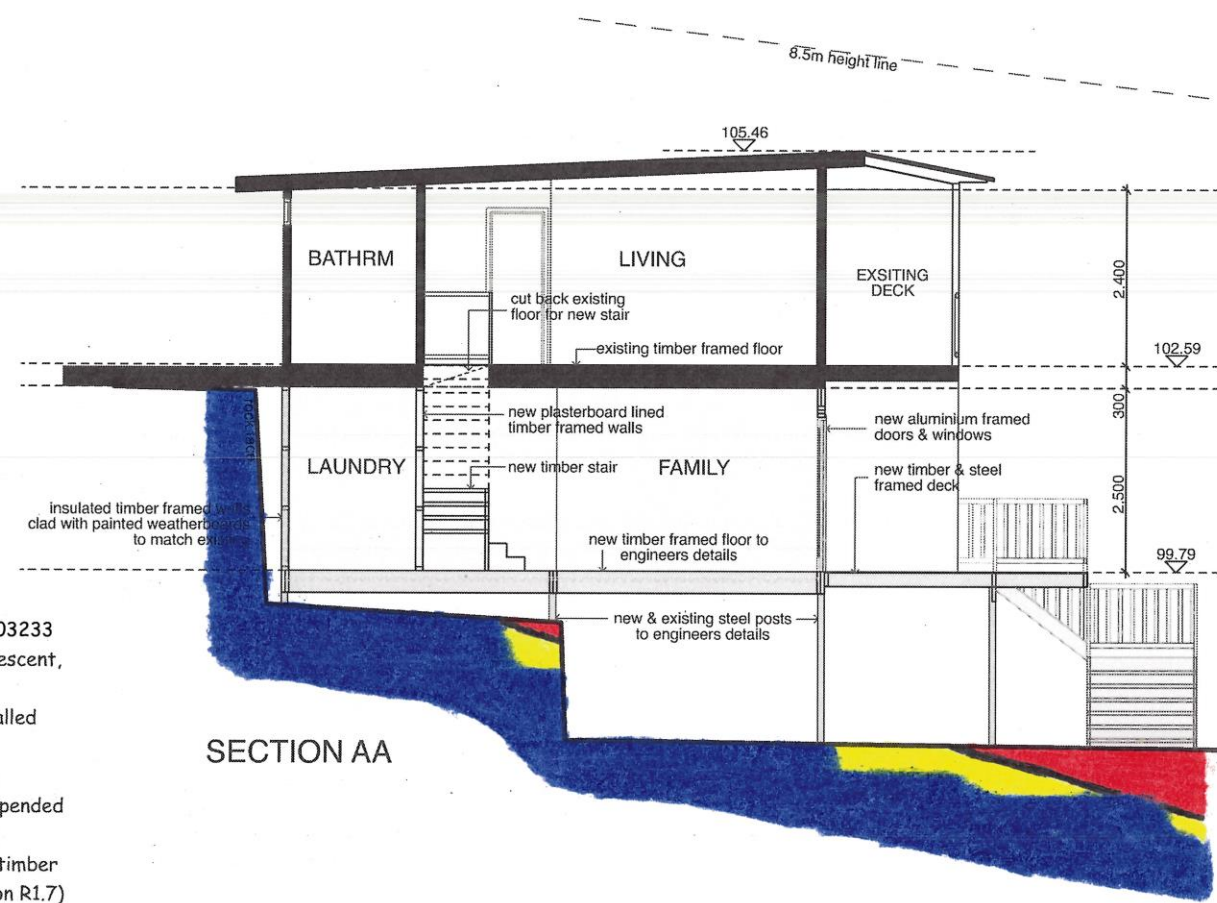 8.5m height line
105.46
BATHRM
LIVING
EXSITING
DECK
2.400
cut back existing
floor for new stair
existing timber framed floor
102.59
300
rock face
new plasterboard lined
timber framed walls
new aluminium framed
doors & windows
LAUNDRY
new timber stair
FAMILY
new timber & steel
framed deck
2.500
insulated timber framed walls
clad with painted weatherboards
to match
new timber framed floor to
engineers details
99.79
new & existing steel posts
to engineers details
03233
escent,
alled
SECTION AA
pended
timber
on R1.7)